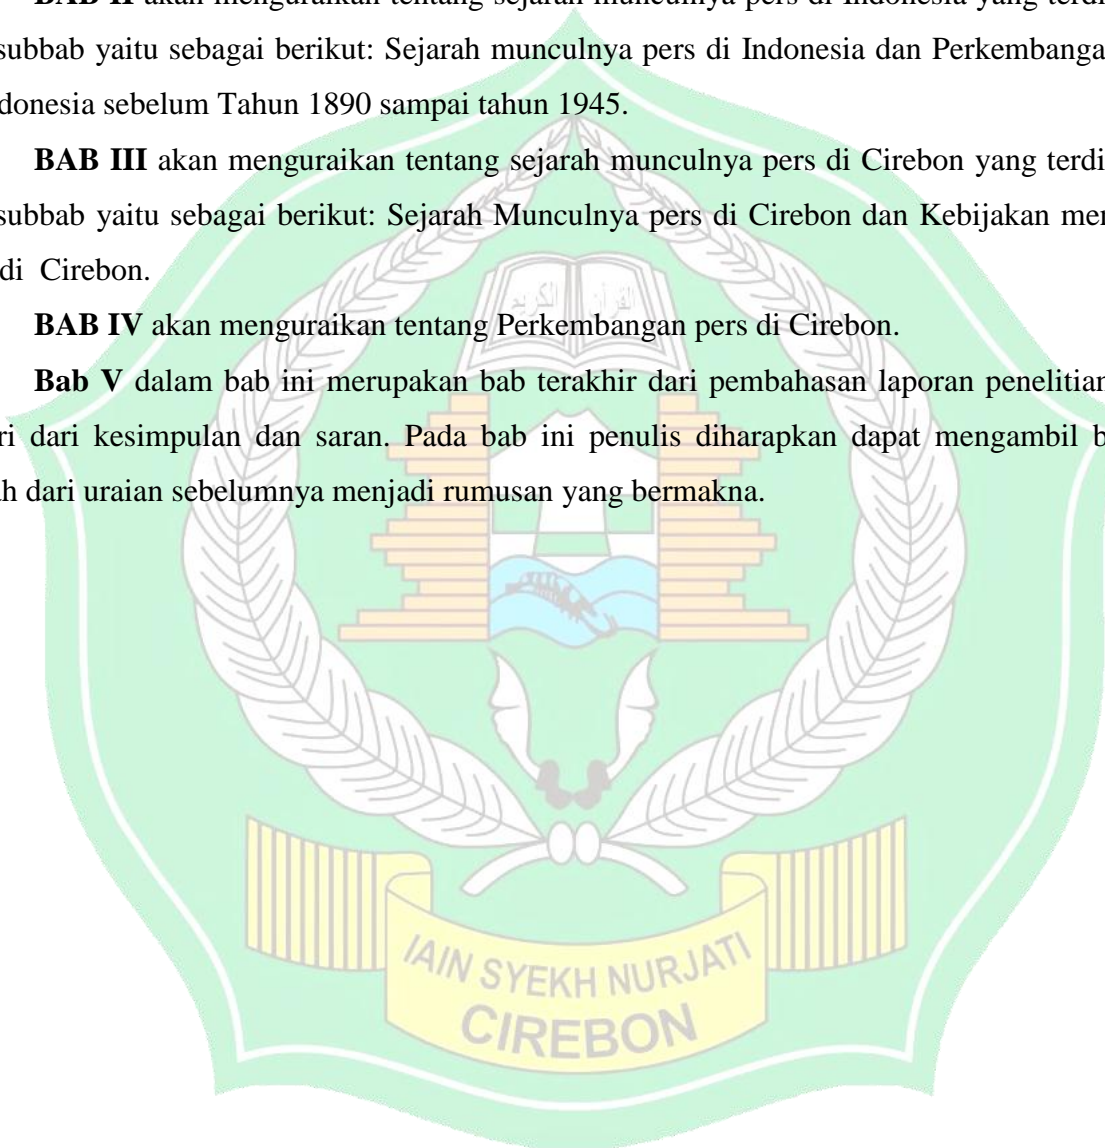 BAB II akan menguraikan tentang sejarah munculnya pers di Indonesia yang terdi
subbab yaitu sebagai berikut: Sejarah munculnya pers di Indonesia dan Perkembanga
donesia sebelum Tahun 1890 sampai tahun 1945.
BAB III akan menguraikan tentang sejarah munculnya pers di Cirebon yang terdi
subbab yaitu sebagai berikut: Sejarah Munculnya pers di Cirebon dan Kebijakan mer
di Cirebon.
BAB IV akan menguraikan tentang Perkembangan pers di Cirebon.
Bab V dalam bab ini merupakan bab terakhir dari pembahasan laporan penelitian
ri dari kesimpulan dan saran. Pada bab ini penulis diharapkan dapat mengambil b
ah dari uraian sebelumnya menjadi rumusan yang bermakna.
القرآن الكريم
IAIN SYEKH NURJATI
CIREBON